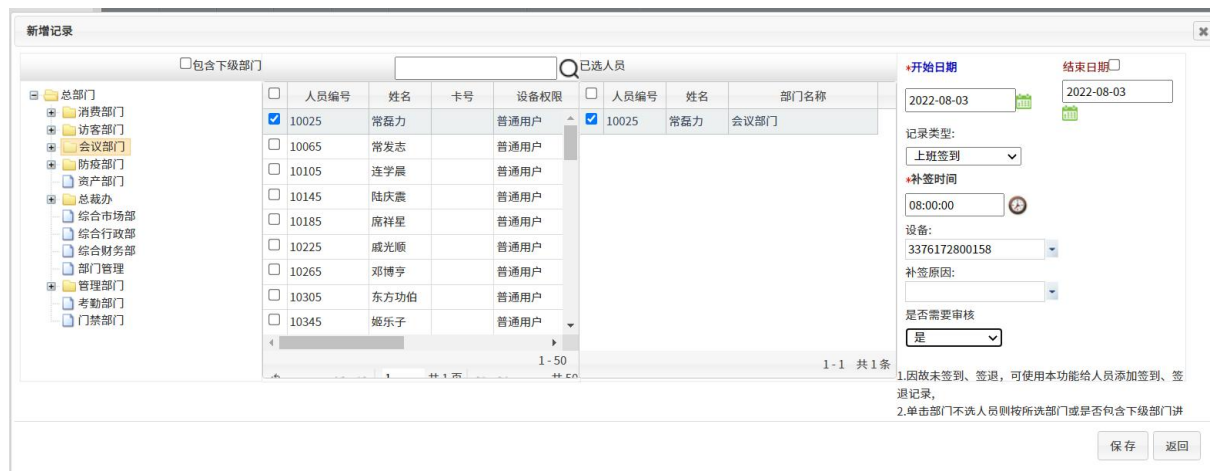 新增记录
包含下级部门
已选人员
总部门
消费部门
访客部门
会议部门
防疫部门
资产部门
总裁办
综合市场部
综合行政部
综合财务部
部门管理
管理部门
考勤部门
门禁部门
人员编号 姓名 卡号 设备权限
10025 常磊力 普通用户
10065 常发志 普通用户
10105 连学晨 普通用户
10145 陆庆震 普通用户
10185 席祥星 普通用户
10225 戚光顺 普通用户
10265 邓博亨 普通用户
10305 东方功伯 普通用户
10345 姬乐子 普通用户
1 - 50
1 共 1 页 共 50
人员编号 姓名 部门名称
10025 常磊力 会议部门
1 - 1 共 1 条
*开始日期 结束日期
2022-08-03 2022-08-03
记录类型:
上班签到
*补签时间
08:00:00
设备:
3376172800158
补签原因:
是否需要审核
是
1.因故未签到、签退，可使用本功能给人员添加签到、签
退记录,
2.单击部门不选人员则按所选部门或是否包含下级部门进
保存 返回